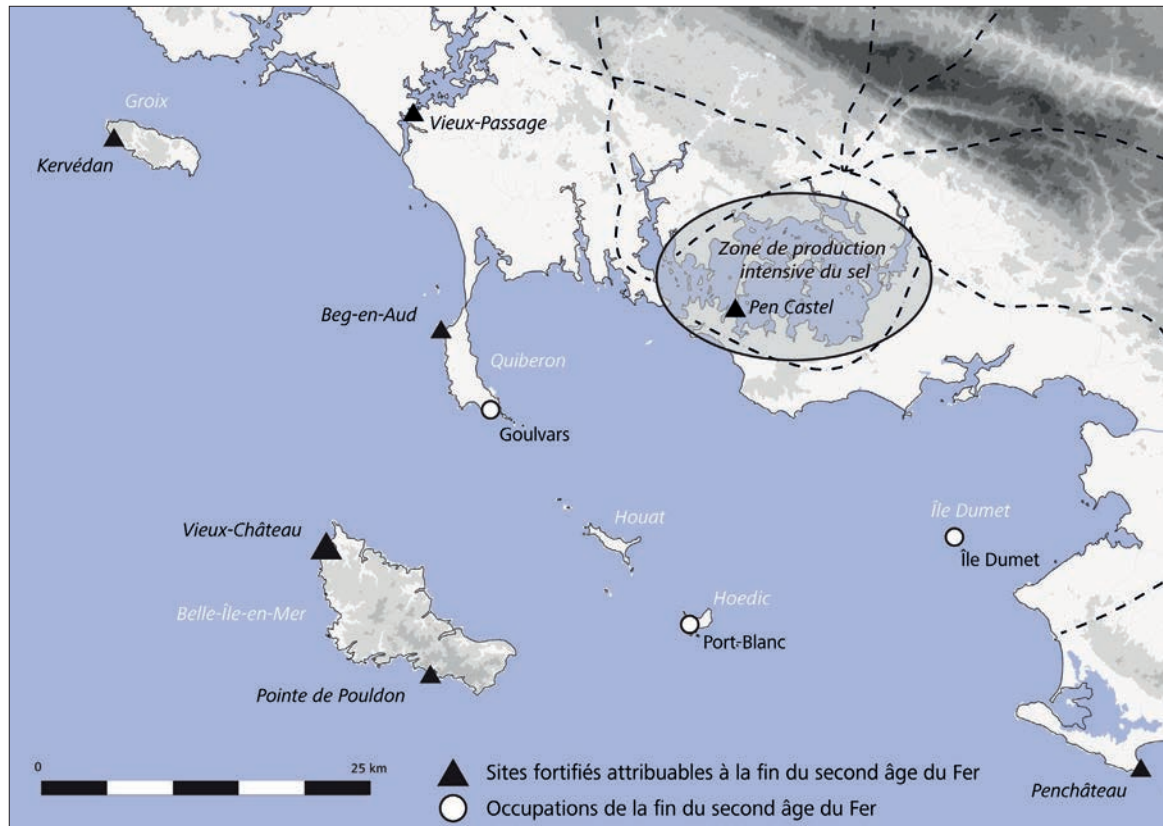 Groix
Kervédan
Vieux-Passage
Zone de production
intensive du sel
Pen Castel
Beg-en-Aud
Quiberon
Goulvars
Vieux-Château
Houat
Île Dumet
Île Dumet
Belle-Île-en-Mer
Hoedic
Port-Blanc
Pointe de Pouldon
0 25 km
Sites fortifiés attribuables à la fin du second âge du Fer
Occupations de la fin du second âge du Fer
Penchâteau